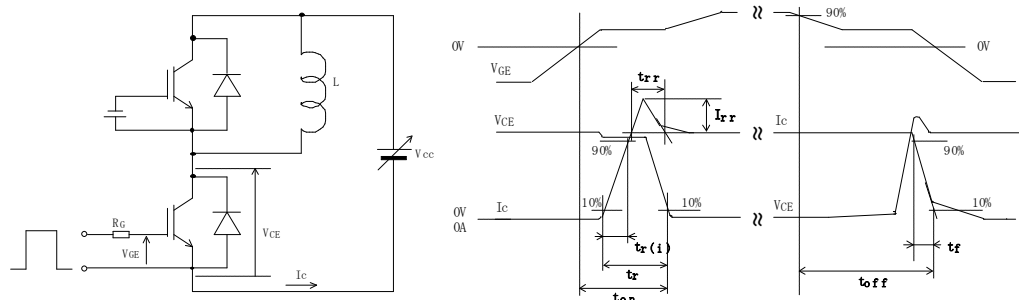 L
Vcc
RG
VGE
VCE
Ic
0V
VGE
trr
Irr
VCE
90%
10%
10%
0V
0A
Ic
tr(i)
tr
ton
90%
0V
Ic
90%
VCE
10%
tf
toff